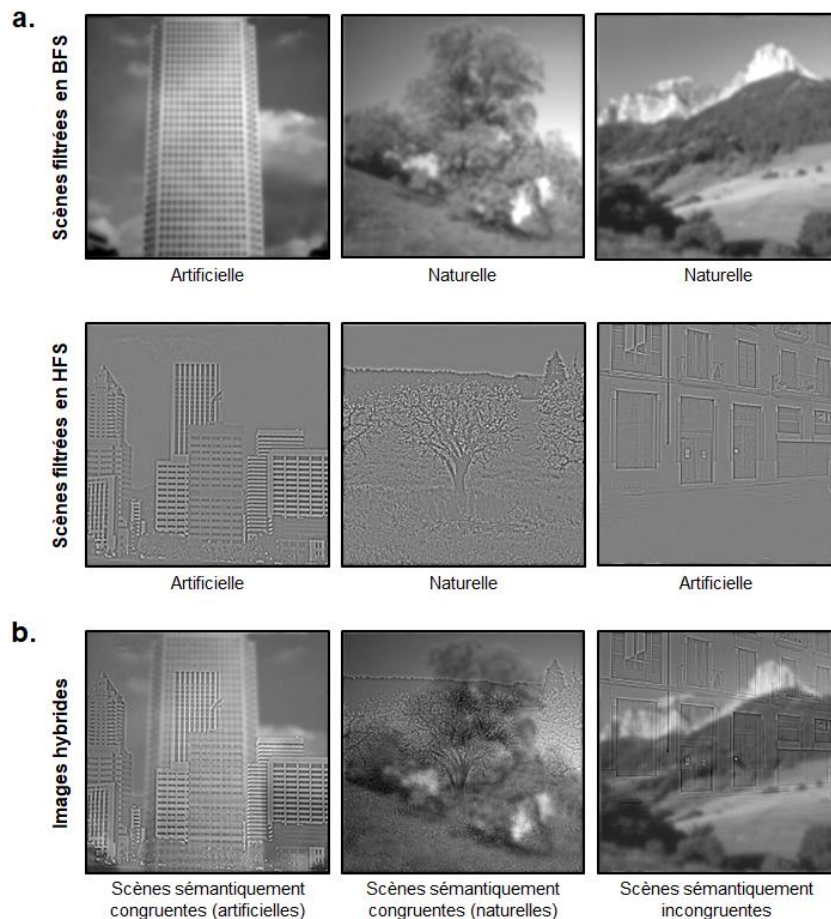 a.
Scènes filtrées en BFS
Artificielle
Naturelle
Naturelle
Scènes filtrées en HFS
Artificielle
Naturelle
Artificielle
b.
Images hybrides
Scènes sémantiquement
congruentes (artificielles)
Scènes sémantiquement
congruentes (naturelles)
Scènes sémantiquement
incongruentes